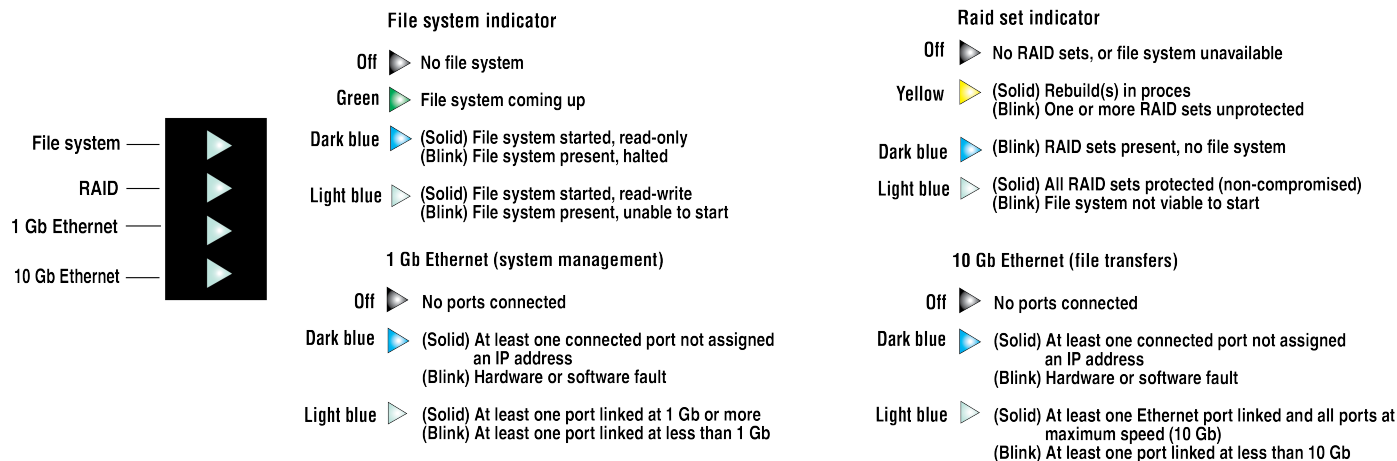 File system
RAID
1 Gb Ethernet
10 Gb Ethernet
File system indicator
Off No file system
Green File system coming up
Dark blue (Solid) File system started, read-only
(Blink) File system present, halted
Light blue (Solid) File system started, read-write
(Blink) File system present, unable to start
Raid set indicator
Off No RAID sets, or file system unavailable
Yellow (Solid) Rebuild(s) in proces
(Blink) One or more RAID sets unprotected
Dark blue (Blink) RAID sets present, no file system
Light blue (Solid) All RAID sets protected (non-compromised)
(Blink) File system not viable to start
1 Gb Ethernet (system management)
Off No ports connected
Dark blue (Solid) At least one connected port not assigned
an IP address
(Blink) Hardware or software fault
Light blue (Solid) At least one port linked at 1 Gb or more
(Blink) At least one port linked at less than 1 Gb
10 Gb Ethernet (file transfers)
Off No ports connected
Dark blue (Solid) At least one connected port not assigned
an IP address
(Blink) Hardware or software fault
Light blue (Solid) At least one Ethernet port linked and all ports at
maximum speed (10 Gb)
(Blink) At least one port linked at less than 10 Gb